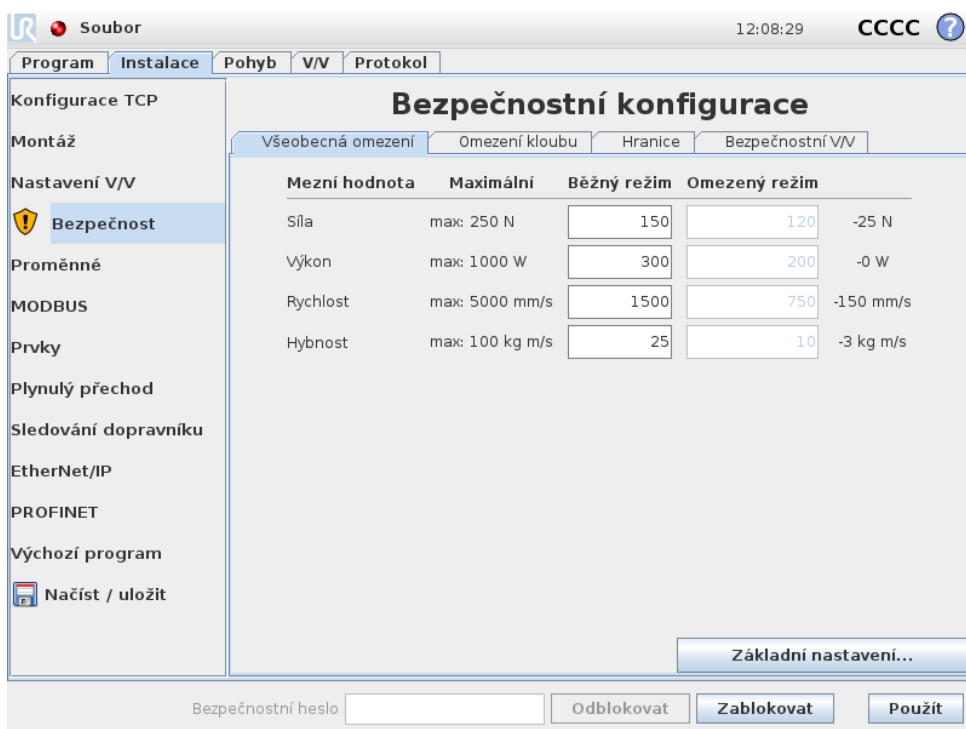 UR Soubor 12:08:29 CCCC ?
Program Instalace Pohyb V/V Protokol
Konfigurace TCP
Montáž
Nastavení V/V
Bezpečnost
Proměnné
MODBUS
Prvky
Plynulý přechod
Sledování dopravníku
EtherNet/IP
PROFINET
Výchozí program
Načíst / uložit
Bezpečnostní konfigurace
Všeobecná omezení Omezení kloubu Hranice Bezpečnostní V/V
Mezní hodnota Maximální Běžný režim Omezený režim
Síla max: 250 N 150 120 -25 N
Výkon max: 1000 W 300 200 -0 W
Rychlost max: 5000 mm/s 1500 750 -150 mm/s
Hybnost max: 100 kg m/s 25 10 -3 kg m/s
Základní nastavení...
Bezpečnostní heslo Odblokovat Zablokovat Použít